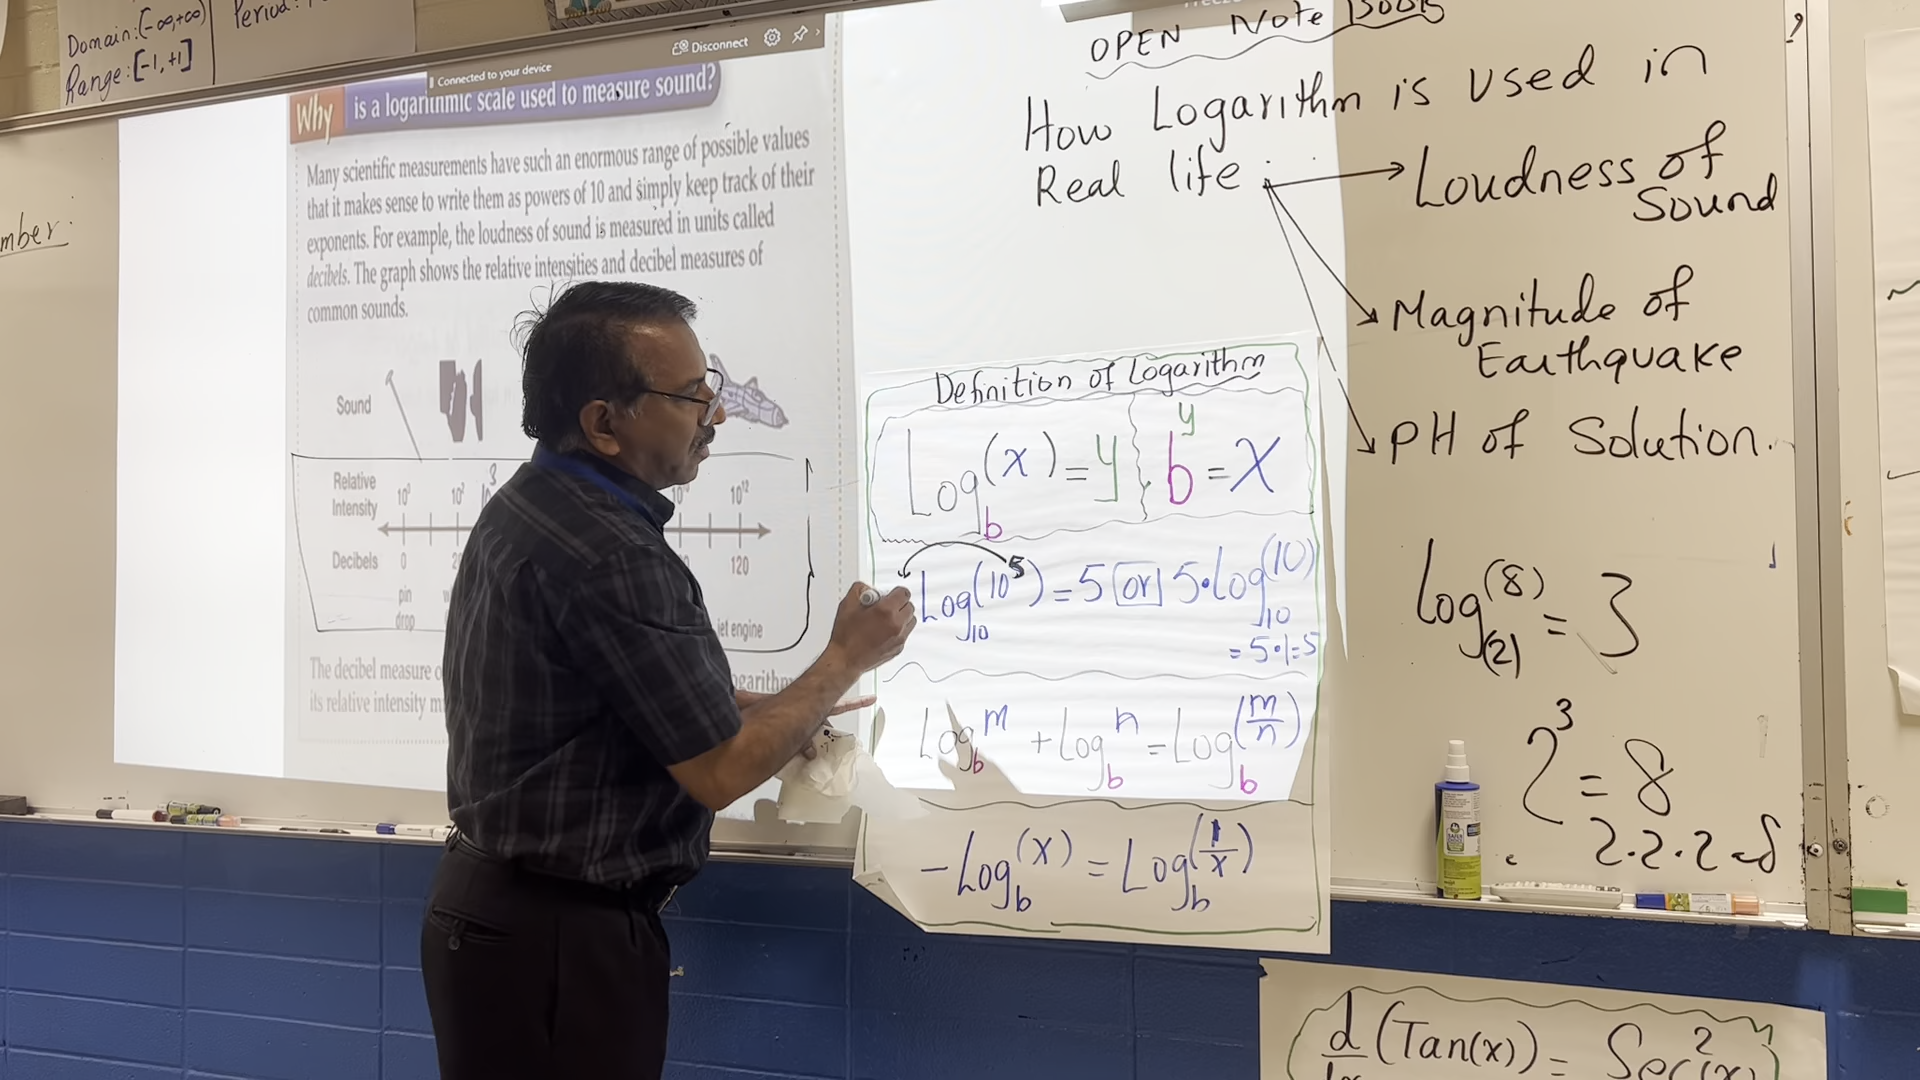 Domain: (-∞,+∞)
Range: [-1,+1]
Period:
mber:
Disconnect
Connected to your device
Why is a logarithmic scale used to measure sound?
Many scientific measurements have such an enormous range of possible values
that it makes sense to write them as powers of 10 and simply keep track of their
exponents. For example, the loudness of sound is measured in units called
decibels. The graph shows the relative intensities and decibel measures of
common sounds.
Sound
Relative
Intensity
10⁰ 10² 10¹²
Decibels 0 120
pin
drop
jet engine
The decibel measure o
ogarithm
its relative intensity
OPEN Note Book
How Logarithm is used in
Real life
Loudness of
Sound
Magnitude of
Earthquake
PH of Solution.
Definition of Logarithm
Log_b(x) = y
b^y = x
Log_10(10^5) = 5 or 5·Log_10(10)
= 5·1=5
Log_b m + Log_b n = Log_b(m/n)
-Log_b(x) = Log_b(1/x)
log_(2)(8) = 3
2³ = 8
2·2·2 = 8
d (Tan(x)) = Sec²(x)